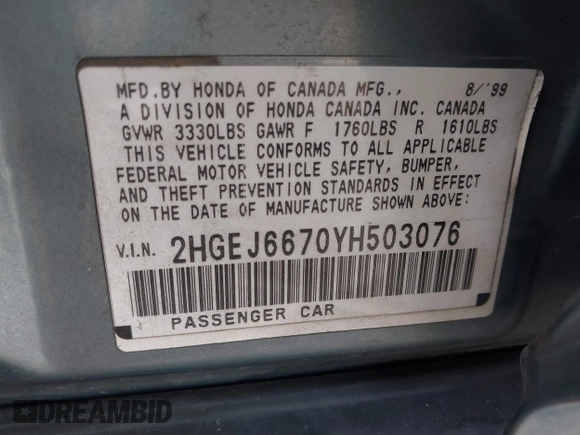 MFD. BY HONDA OF CANADA MFG., 8/'99
A DIVISION OF HONDA CANADA INC. CANADA
GVWR 3330LBS GAWR F 1760LBS R 1610LBS
THIS VEHICLE CONFORMS TO ALL APPLICABLE
FEDERAL MOTOR VEHICLE SAFETY, BUMPER,
AND THEFT PREVENTION STANDARDS IN EFFECT
ON THE DATE OF MANUFACTURE SHOWN ABOVE.
V.I.N. 2HGEJ6670YH503076
PASSENGER CAR
DREAMBID